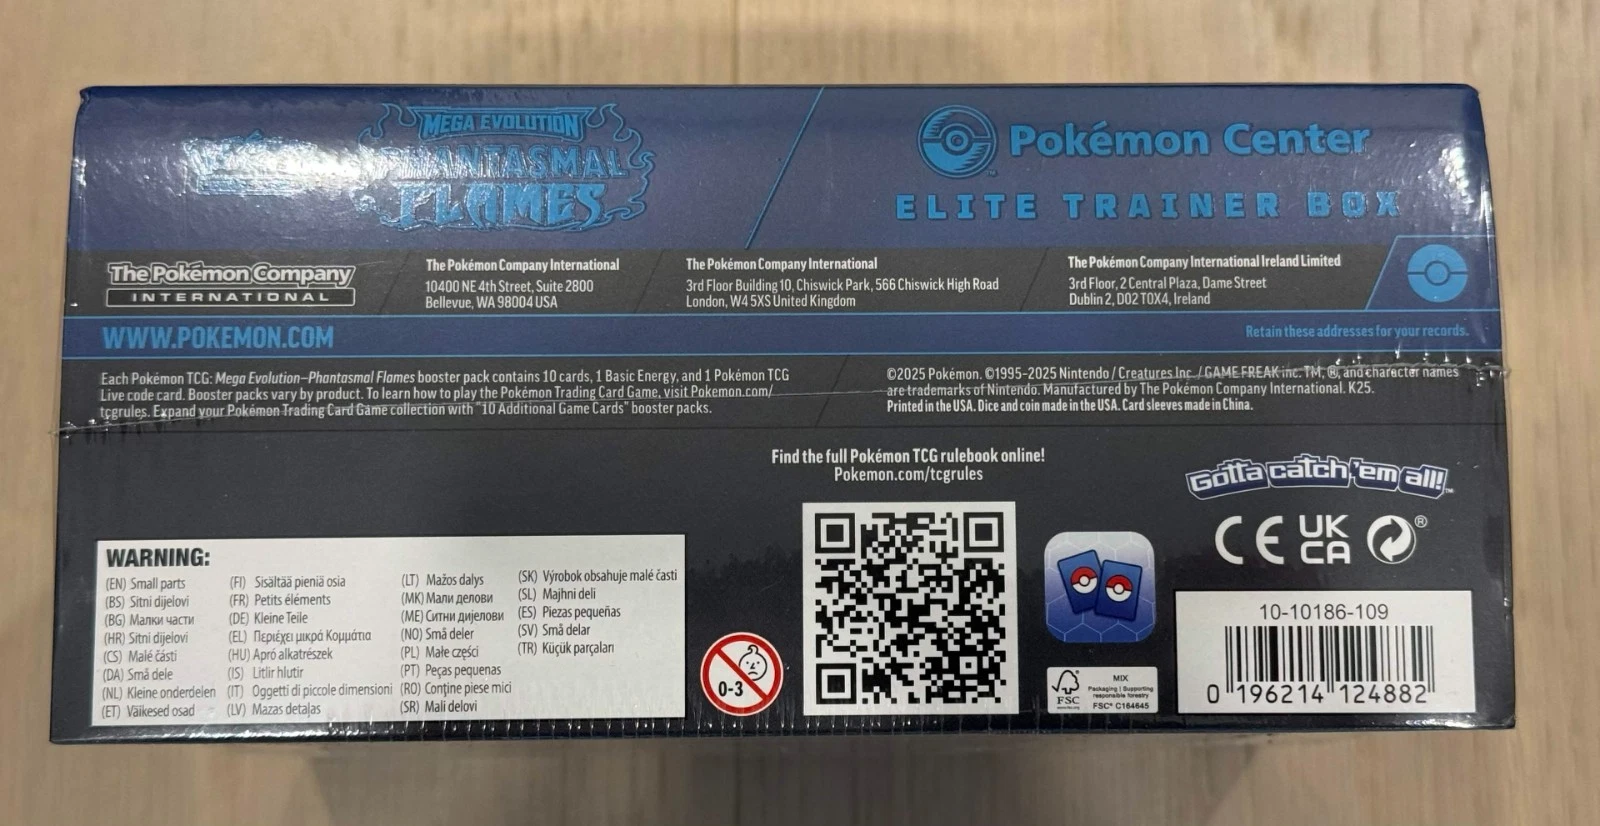 MEGA EVOLUTION
PHANTASMAL
FLAMES
Pokémon Center
ELITE TRAINER BOX
The Pokémon Company
INTERNATIONAL
The Pokémon Company International
10400 NE 4th Street, Suite 2800
Bellevue, WA 98004 USA
The Pokémon Company International
3rd Floor Building 10, Chiswick Park, 566 Chiswick High Road
London, W4 5XS United Kingdom
The Pokémon Company International Ireland Limited
3rd Floor, 2 Central Plaza, Dame Street
Dublin 2, D02 T0X4, Ireland
WWW.POKEMON.COM
Retain these addresses for your records.
Each Pokémon TCG: Mega Evolution—Phantasmal Flames booster pack contains 10 cards, 1 Basic Energy, and 1 Pokémon TCG
Live code card. Booster packs vary by product. To learn how to play the Pokémon Trading Card Game, visit Pokemon.com/
tcgrules. Expand your Pokémon Trading Card Game collection with "10 Additional Game Cards" booster packs.
©2025 Pokémon. ©1995-2025 Nintendo / Creatures Inc. / GAME FREAK inc. TM, ®, and character names
are trademarks of Nintendo. Manufactured by The Pokémon Company International. K25.
Printed in the USA. Dice and coin made in the USA. Card sleeves made in China.
Find the full Pokémon TCG rulebook online!
Pokemon.com/tcgrules
Gotta catch 'em all!™
CE UK CA ®
WARNING:
(EN) Small parts
(BS) Sitni dijelovi
(BG) Малки части
(HR) Sitni dijelovi
(CS) Malé části
(DA) Små dele
(NL) Kleine onderdelen
(ET) Väikesed osad
(FI) Sisältää pieniä osia
(FR) Petits éléments
(DE) Kleine Teile
(EL) Περιέχει μικρά Κομμάτια
(HU) Apró alkatrészek
(IS) Litlir hlutir
(IT) Oggetti di piccole dimensioni
(LV) Mazas detaļas
(LT) Mažos dalys
(MK) Мали делови
(ME) Ситни дијелови
(NO) Små deler
(PL) Małe części
(PT) Peças pequenas
(RO) Conține piese mici
(SR) Mali delovi
(SK) Výrobok obsahuje malé časti
(SL) Majhni deli
(ES) Piezas pequeñas
(SV) Små delar
(TR) Küçük parçaları
0-3
FSC
www.fsc.org
MIX
Packaging | Supporting
responsible forestry
FSC® C164645
10-10186-109
0 196214 124882